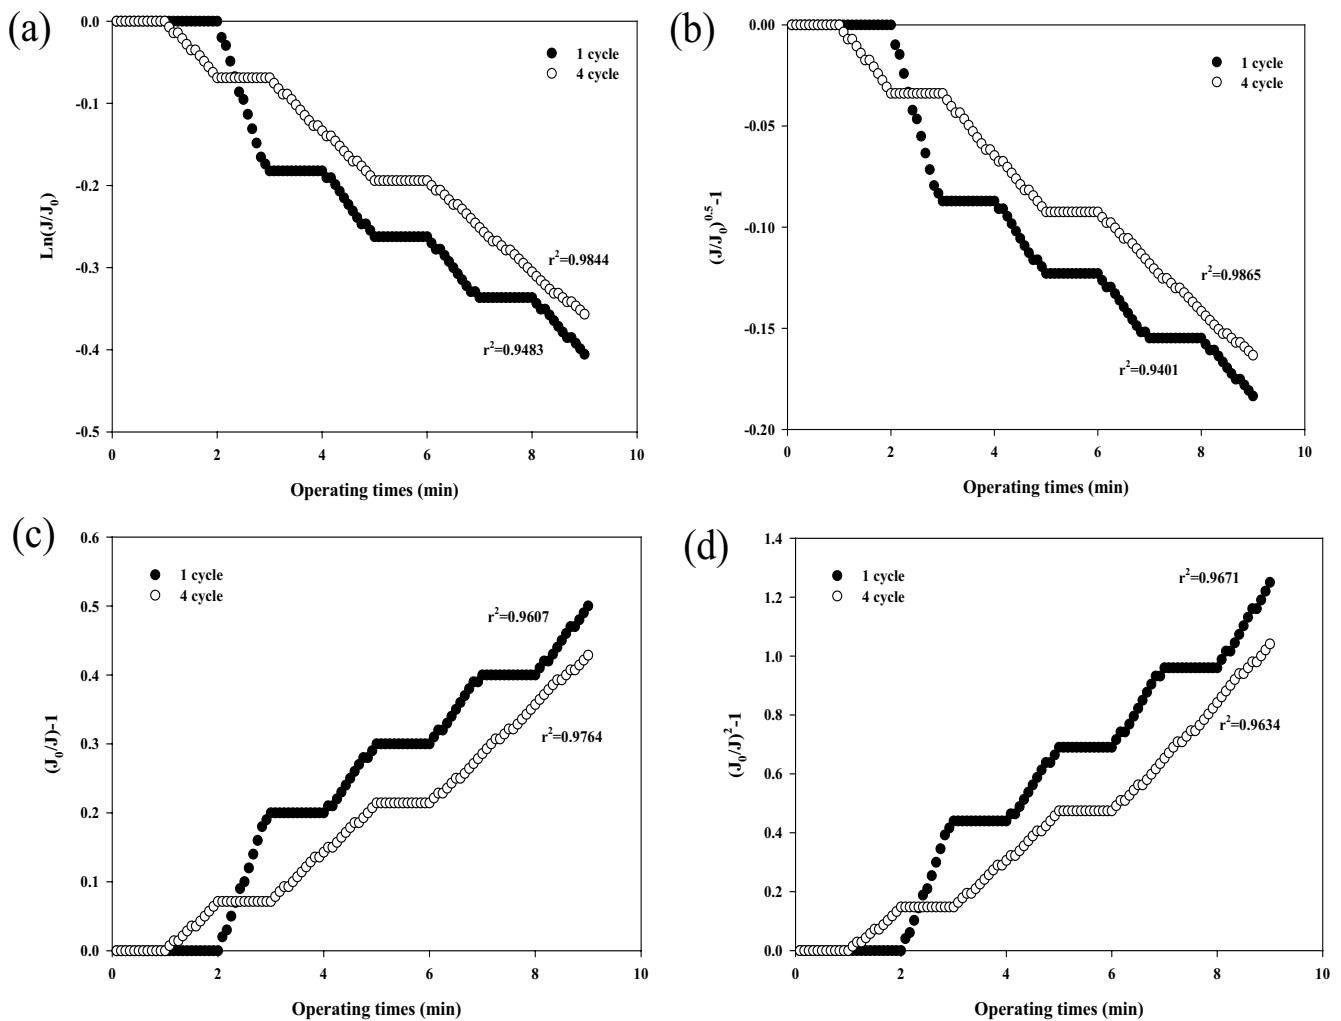 (a)
0.0
-0.1
-0.2
-0.3
-0.4
-0.5
Ln(J/J0)
1 cycle
4 cycle
r2=0.9844
r2=0.9483
0 2 4 6 8 10
Operating times (min)
(b)
0.00
-0.05
-0.10
-0.15
-0.20
(J/J0)0.5-1
1 cycle
4 cycle
r2=0.9865
r2=0.9401
0 2 4 6 8 10
Operating times (min)
(c)
0.6
0.5
0.4
0.3
0.2
0.1
0.0
(J0/J)-1
1 cycle
4 cycle
r2=0.9607
r2=0.9764
0 2 4 6 8 10
Operating times (min)
(d)
1.4
1.2
1.0
0.8
0.6
0.4
0.2
0.0
(J0/J)2-1
1 cycle
4 cycle
r2=0.9671
r2=0.9634
0 2 4 6 8 10
Operating times (min)